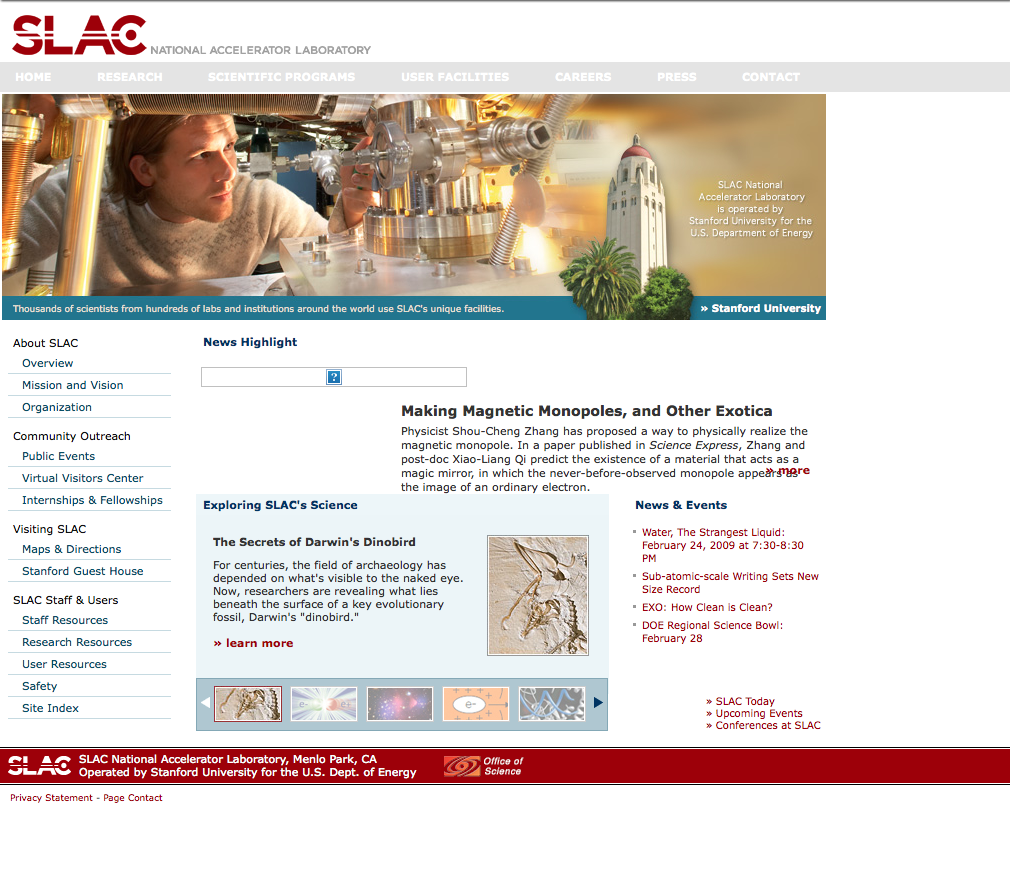 SLAC NATIONAL ACCELERATOR LABORATORY
HOME RESEARCH SCIENTIFIC PROGRAMS USER FACILITIES CAREERS PRESS CONTACT
SLAC National
Accelerator Laboratory
is operated by
Stanford University for the
U.S. Department of Energy
Thousands of scientists from hundreds of labs and institutions around the world use SLAC's unique facilities.
» Stanford University
About SLAC
Overview
Mission and Vision
Organization
Community Outreach
Public Events
Virtual Visitors Center
Internships & Fellowships
Visiting SLAC
Maps & Directions
Stanford Guest House
SLAC Staff & Users
Staff Resources
Research Resources
User Resources
Safety
Site Index
News Highlight
?
Making Magnetic Monopoles, and Other Exotica
Physicist Shou-Cheng Zhang has proposed a way to physically realize the
magnetic monopole. In a paper published in Science Express, Zhang and
post-doc Xiao-Liang Qi predict the existence of a material that acts as a
magic mirror, in which the never-before-observed monopole appears as
the image of an ordinary electron.
» more
Exploring SLAC's Science
The Secrets of Darwin's Dinobird
For centuries, the field of archaeology has
depended on what's visible to the naked eye.
Now, researchers are revealing what lies
beneath the surface of a key evolutionary
fossil, Darwin's "dinobird."
» learn more
e- e+
e-
News & Events
Water, The Strangest Liquid:
February 24, 2009 at 7:30-8:30
PM
Sub-atomic-scale Writing Sets New
Size Record
EXO: How Clean is Clean?
DOE Regional Science Bowl:
February 28
» SLAC Today
» Upcoming Events
» Conferences at SLAC
SLAC
SLAC National Accelerator Laboratory, Menlo Park, CA
Operated by Stanford University for the U.S. Dept. of Energy
Office of
Science
Privacy Statement - Page Contact